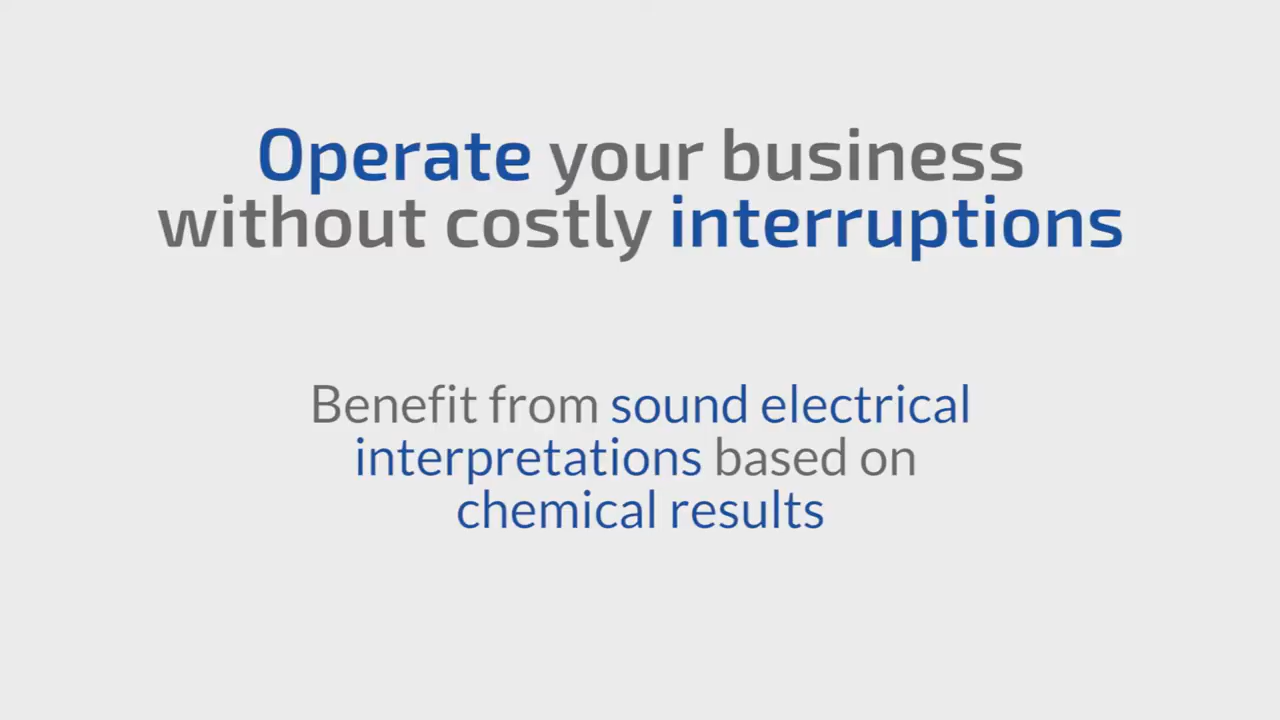 Operate your business
without costly interruptions
Benefit from sound electrical
interpretations based on
chemical results